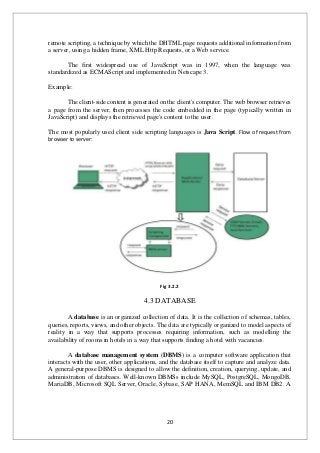 remote scripting, a technique by which the DHTML page requests additional information from
a server, using a hidden frame, XMLHttpRequests, or a Web service.
The first widespread use of JavaScript was in 1997, when the language was
standardized as ECMAScript and implemented in Netscape 3.
Example:
The client-side content is generated on the client's computer. The web browser retrieves
a page from the server, then processes the code embedded in the page (typically written in
JavaScript) and displays the retrieved page's content to the user.
The most popularly used client side scripting languages is Java Script. Flow of request from
browser to server:
HTTP
request
HTTP
response
Internet
Database Server
Fig 3.2.2
4.3 DATABASE
A database is an organized collection of data. It is the collection of schemas, tables,
queries, reports, views, and other objects. The data are typically organized to model aspects of
reality in a way that supports processes requiring information, such as modelling the
availability of rooms in hotels in a way that supports finding a hotel with vacancies.
A database management system (DBMS) is a computer software application that
interacts with the user, other applications, and the database itself to capture and analyze data.
A general-purpose DBMS is designed to allow the definition, creation, querying, update, and
administration of databases. Well-known DBMSs include MySQL, PostgreSQL, MongoDB,
MariaDB, Microsoft SQL Server, Oracle, Sybase, SAP HANA, MemSQL and IBM DB2. A
20